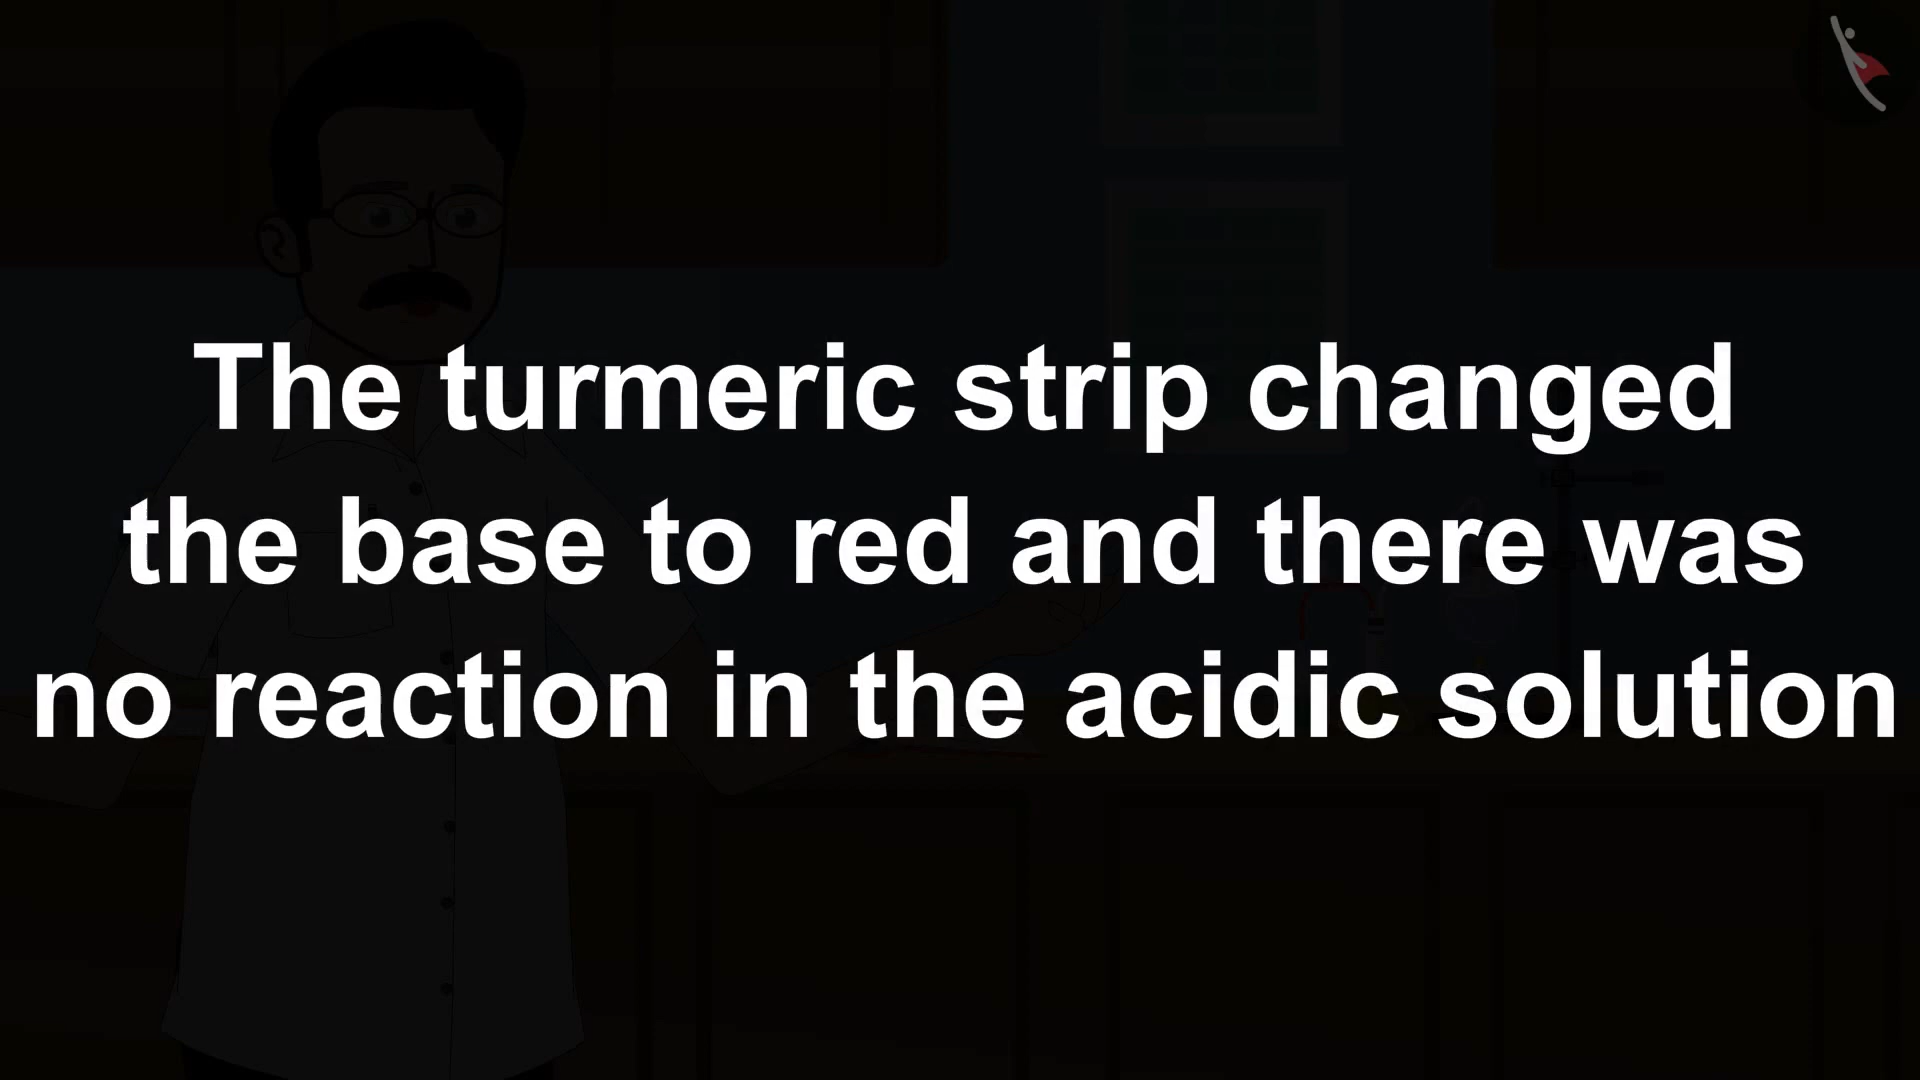 The turmeric strip changed
the base to red and there was
no reaction in the acidic solution